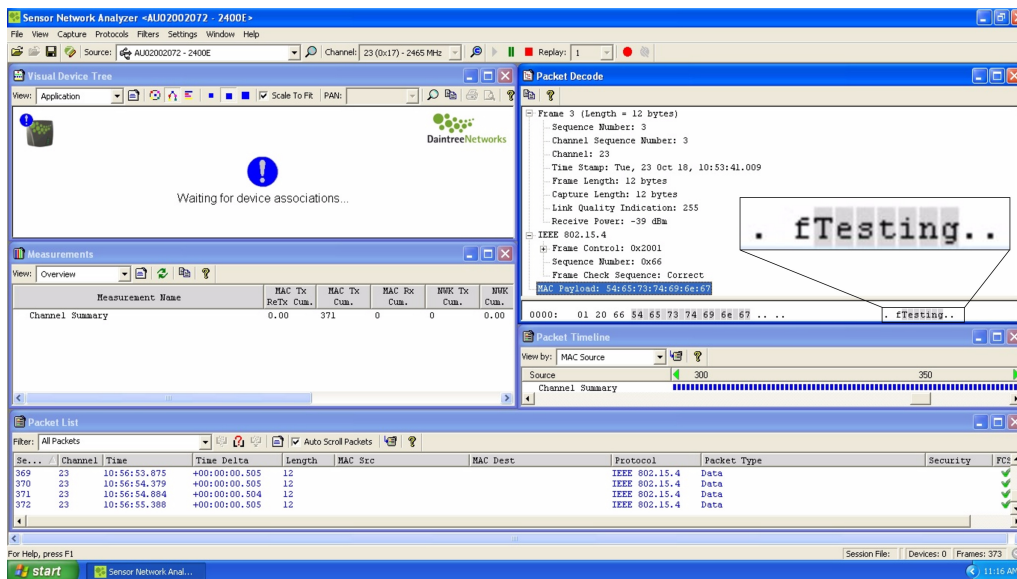 Sensor Network Analyzer <AU02002072 - 2400E>
File View Capture Protocols Filters Settings Window Help
Source: AU02002072 - 2400E Channel: 23 (0x17) - 2465 MHz Replay: 1
Visual Device Tree
View: Application Scale To Fit PAN:
DaintreeNetworks
Waiting for device associations...
Measurements
View: Overview
Measurement Name MAC Tx ReTx Cum. MAC Tx Cum. MAC Rx Cum. NWK Tx Cum. NWK Cum.
Channel Summary 0.00 371 0 0 0.00
Packet Decode
Frame 3 (Length = 12 bytes)
Sequence Number: 3
Channel Sequence Number: 3
Channel: 23
Time Stamp: Tue, 23 Oct 18, 10:53:41.009
Frame Length: 12 bytes
Capture Length: 12 bytes
Link Quality Indication: 255
Receive Power: -39 dBm
IEEE 802.15.4
Frame Control: 0x2001
Sequence Number: 0x66
Frame Check Sequence: Correct
MAC Payload: 54:65:73:74:69:6e:67
. fTesting..
0000: 01 20 66 54 65 73 74 69 6e 67 .. .. . fTesting..
Packet Timeline
View by: MAC Source
Source 300 350
Channel Summary
Packet List
Filter: All Packets Auto Scroll Packets
Se... Channel Time Time Delta Length MAC Src MAC Dest Protocol Packet Type Security FCS
369 23 10:56:53.875 +00:00:00.505 12 IEEE 802.15.4 Data
370 23 10:56:54.379 +00:00:00.505 12 IEEE 802.15.4 Data
371 23 10:56:54.884 +00:00:00.504 12 IEEE 802.15.4 Data
372 23 10:56:55.388 +00:00:00.505 12 IEEE 802.15.4 Data
For Help, press F1 Session File: Devices: 0 Frames: 373
start Sensor Network Anal... 11:16 AM